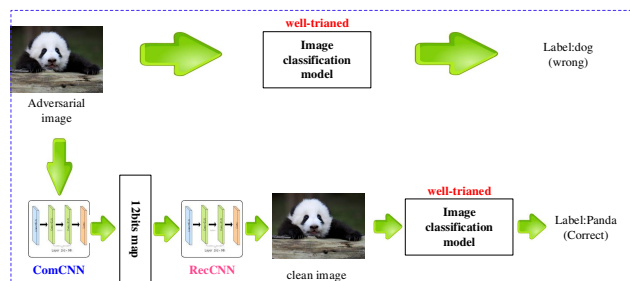 well-trianed
Image
classification
model
Label:dog
(wrong)
Adversarial
image
12bits map
well-trianed
Image
classification
model
Label:Panda
(Correct)
ComCNN
RecCNN
clean image